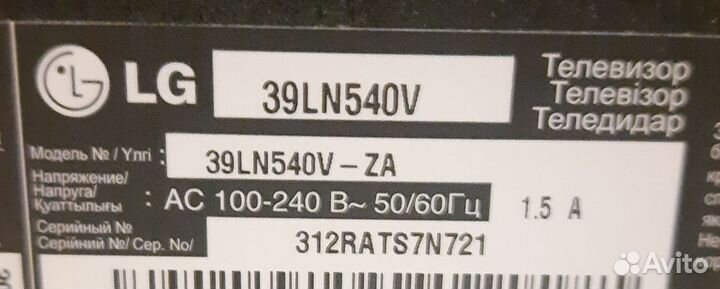 LG 39LN540V
Телевизор
Телевізор
Теледидар
Модель № / Үлгі : 39LN540V-ZA
Напряжение/
Напруга/
Қуаттылығы : AC 100-240 В~ 50/60Гц 1.5 A
Серийный №/
Серійний №/ Сер. No/ 312RATS7N721
Avito